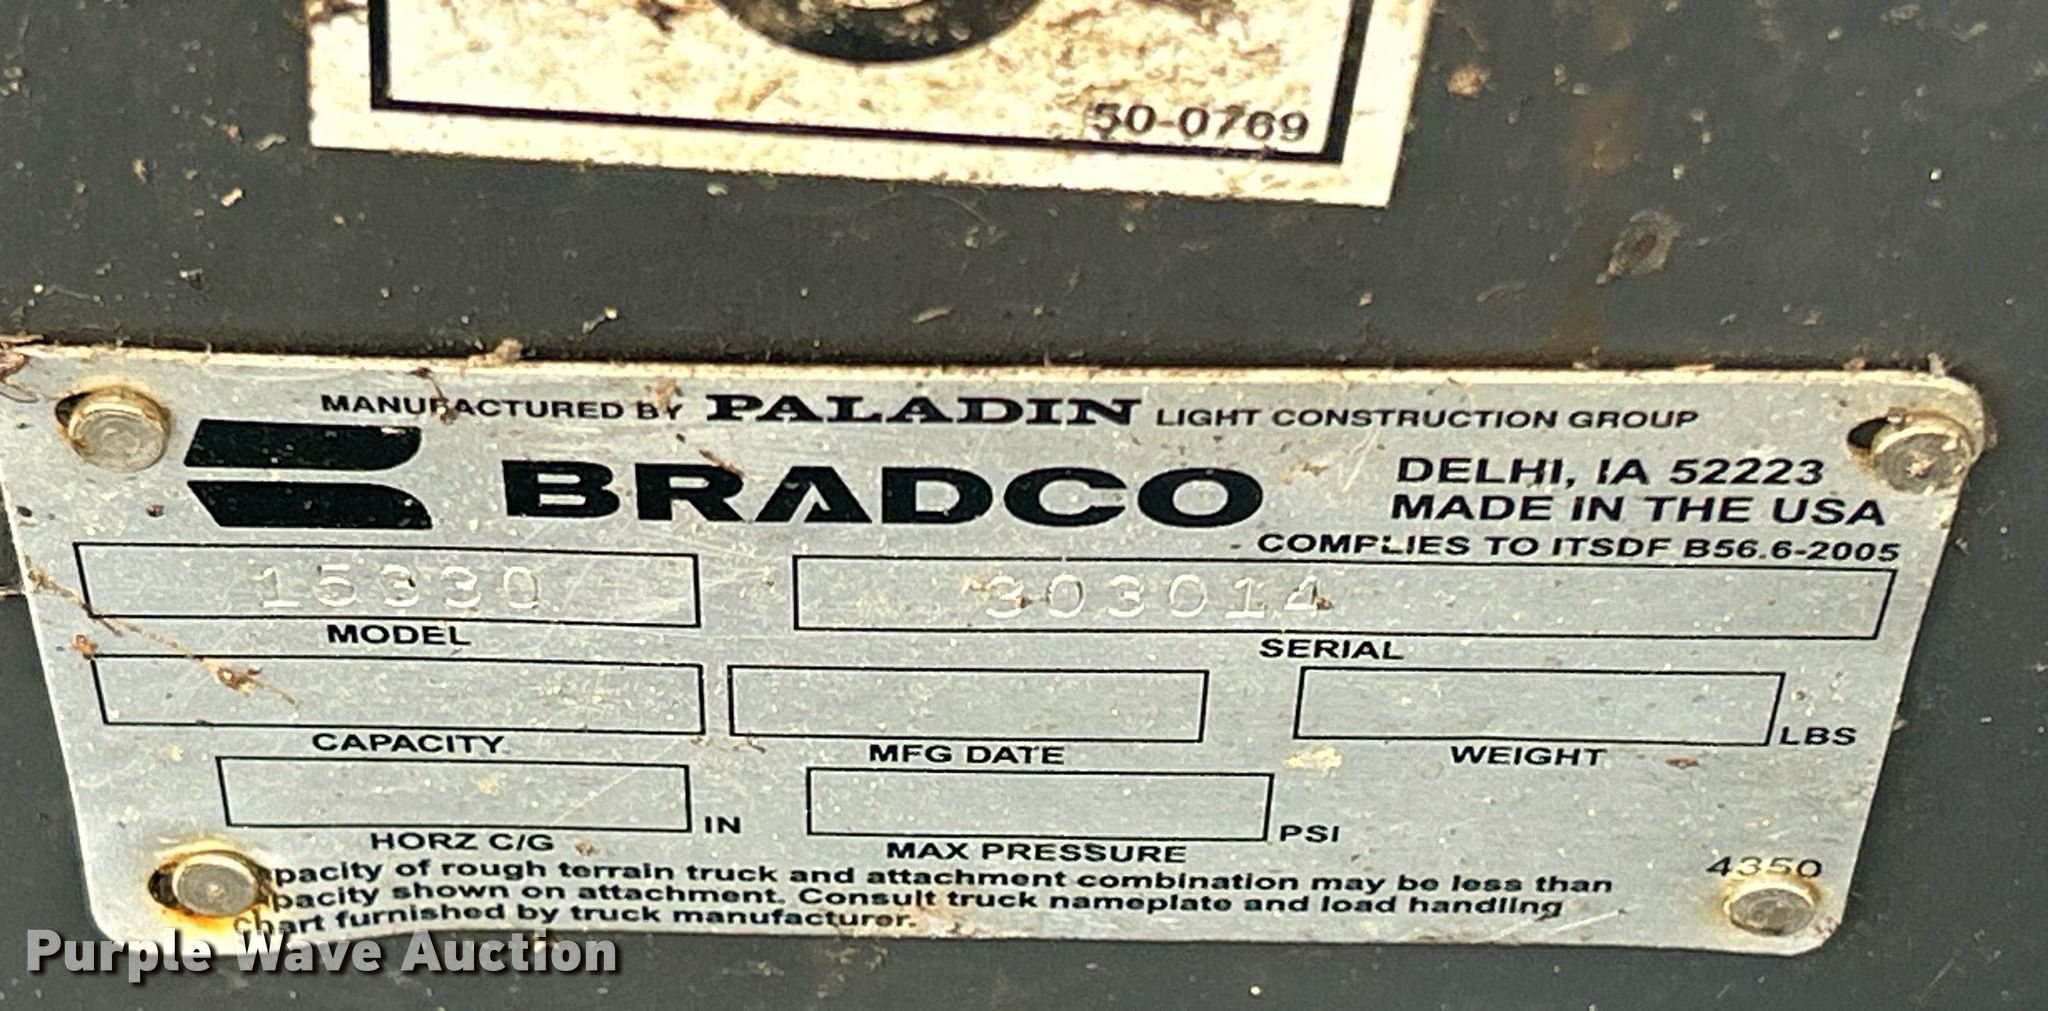 50-0769
MANUFACTURED BY PALADIN LIGHT CONSTRUCTION GROUP
BRADCO
DELHI, IA 52223
MADE IN THE USA
COMPLIES TO ITSDF B56.6-2005
15330
303014
MODEL
SERIAL
CAPACITY
MFG DATE
WEIGHT
LBS
HORZ C/G
IN
MAX PRESSURE
PSI
4350
pacity of rough terrain truck and attachment combination may be less than
pacity shown on attachment. Consult truck nameplate and load handling
chart furnished by truck manufacturer.
Purple Wave Auction